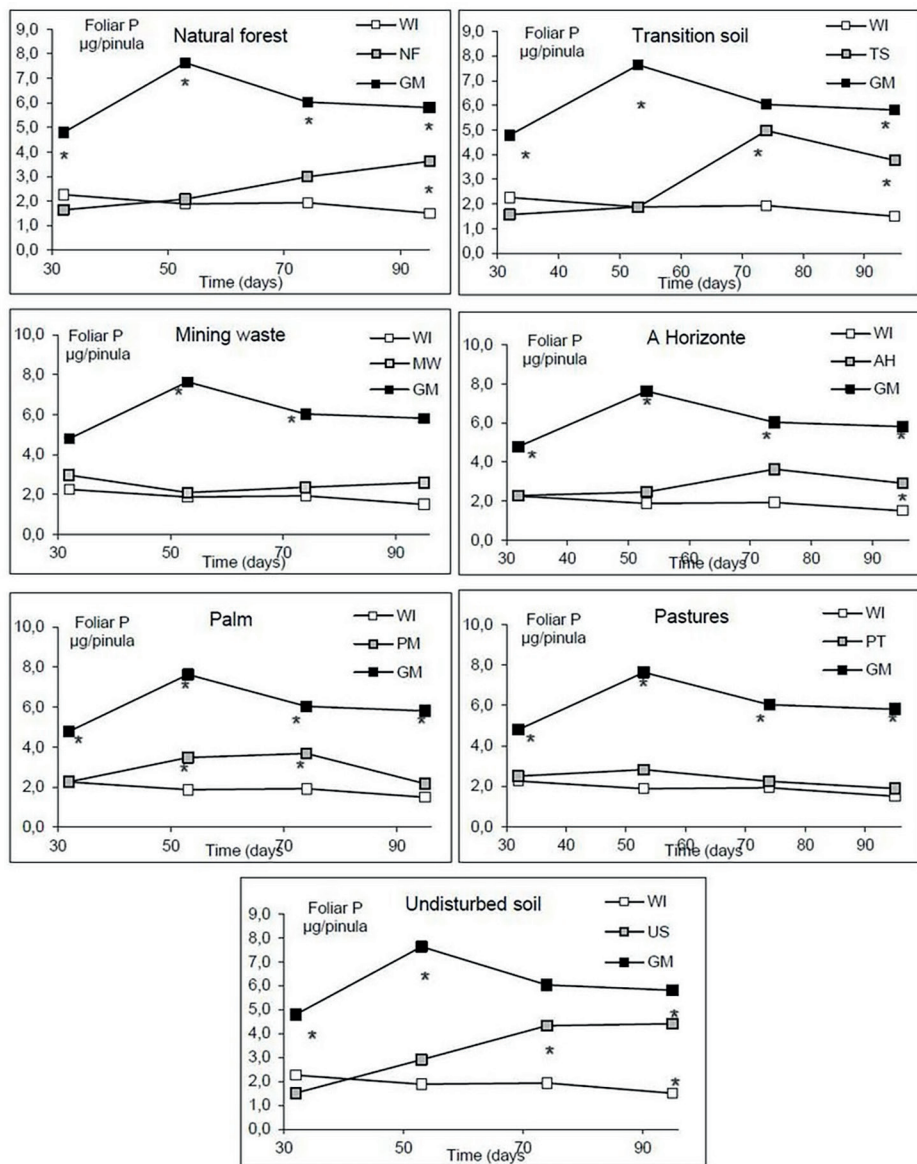 Foliar P
µg/pinula
Natural forest
WI
NF
GM
9,0
8,0
7,0
6,0
5,0
4,0
3,0
2,0
1,0
0,0
*
*
*
*
*
30 50 70 90
Time (days)
Foliar P
µg/pinula
Transition soil
WI
TS
GM
9,0
8,0
7,0
6,0
5,0
4,0
3,0
2,0
1,0
0,0
*
*
*
*
*
30 40 50 60 70 80 90
Time (days)
Foliar P
µg/pinula
Mining waste
WI
MW
GM
10,0
8,0
6,0
4,0
2,0
0,0
*
*
30 50 70 90
Time (days)
Foliar P
µg/pinula
A Horizonte
WI
AH
GM
10,0
8,0
6,0
4,0
2,0
0,0
*
*
*
*
*
30 40 50 60 70 80 90
Time (days)
Foliar P
µg/pinula
Palm
WI
PM
GM
10,0
8,0
6,0
4,0
2,0
0,0
*
*
*
*
*
*
30 50 70 90
Time (days
Foliar P
µg/pinula
Pastures
WI
PT
GM
10,0
8,0
6,0
4,0
2,0
0,0
*
*
*
*
30 40 50 60 70 80 90
Time (days
Foliar P
µg/pinula
Undisturbed soil
WI
US
GM
9,0
8,0
7,0
6,0
5,0
4,0
3,0
2,0
1,0
0,0
*
*
*
*
*
30 50 70 90
Time (days)